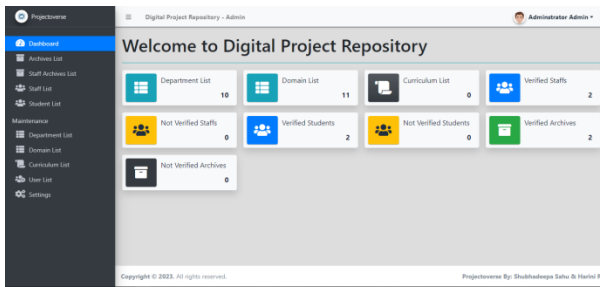 Projectoverse
Digital Project Repository - Admin
Adminstrator Admin
Dashboard
Archives List
Staff Archives List
Staff List
Student List
Maintenance
Department List
Domain List
Curriculum List
User List
Settings
Welcome to Digital Project Repository
Department List
10
Domain List
11
Curriculum List
0
Verified Staffs
2
Not Verified Staffs
0
Verified Students
2
Not Verified Students
0
Verified Archives
2
Not Verified Archives
0
Copyright © 2023. All rights reserved.
Projectoverse By: Shubhadeepa Sahu & Harini R